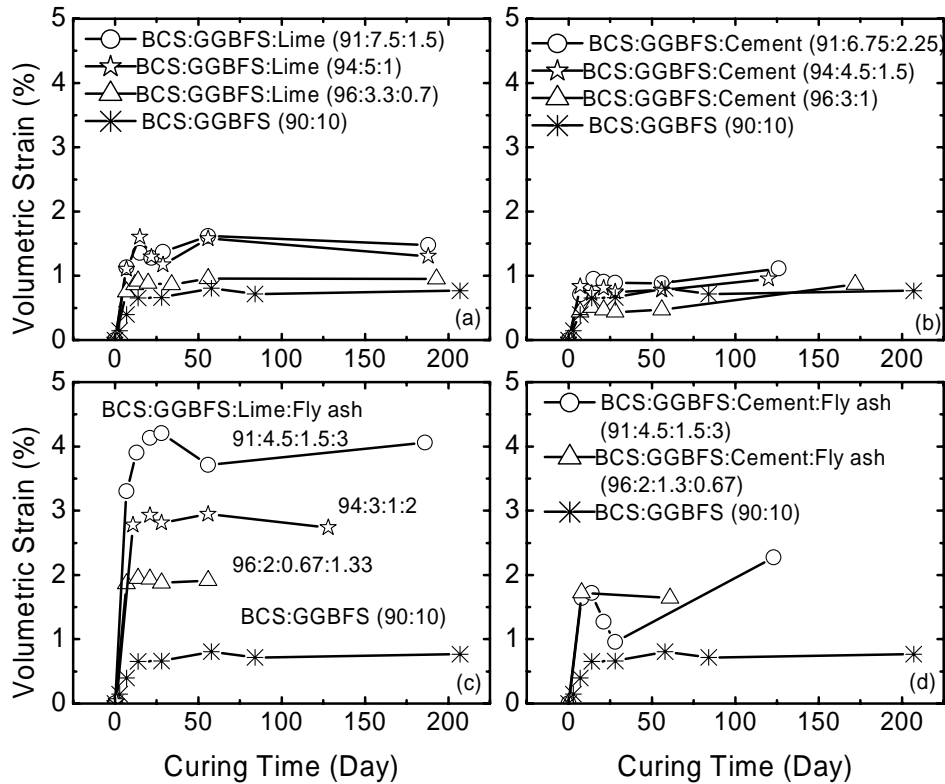 5
4
3
2
1
0
Volumetric Strain (%)
BCS:GGBFS:Lime (91:7.5:1.5)
BCS:GGBFS:Lime (94:5:1)
BCS:GGBFS:Lime (96:3.3:0.7)
BCS:GGBFS (90:10)
(a)
0 50 100 150 200
5
4
3
2
1
0
BCS:GGBFS:Cement (91:6.75:2.25)
BCS:GGBFS:Cement (94:4.5:1.5)
BCS:GGBFS:Cement (96:3:1)
BCS:GGBFS (90:10)
(b)
0 50 100 150 200
5
4
3
2
1
0
Volumetric Strain (%)
BCS:GGBFS:Lime:Fly ash
91:4.5:1.5:3
94:3:1:2
96:2:0.67:1.33
BCS:GGBFS (90:10)
(c)
0 50 100 150 200
Curing Time (Day)
5
4
3
2
1
0
BCS:GGBFS:Cement:Fly ash
(91:4.5:1.5:3)
BCS:GGBFS:Cement:Fly ash
(96:2:1.3:0.67)
BCS:GGBFS (90:10)
(d)
0 50 100 150 200
Curing Time (Day)